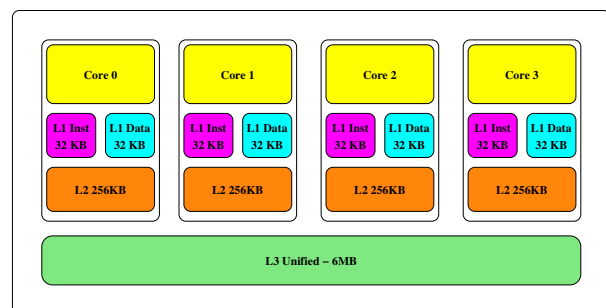 Core 0
Core 1
Core 2
Core 3
L1 Inst
32 KB
L1 Data
32 KB
L1 Inst
32 KB
L1 Data
32 KB
L1 Inst
32 KB
L1 Data
32 KB
L1 Inst
32 KB
L1 Data
32 KB
L2 256KB
L2 256KB
L2 256KB
L2 256KB
L3 Unified – 6MB